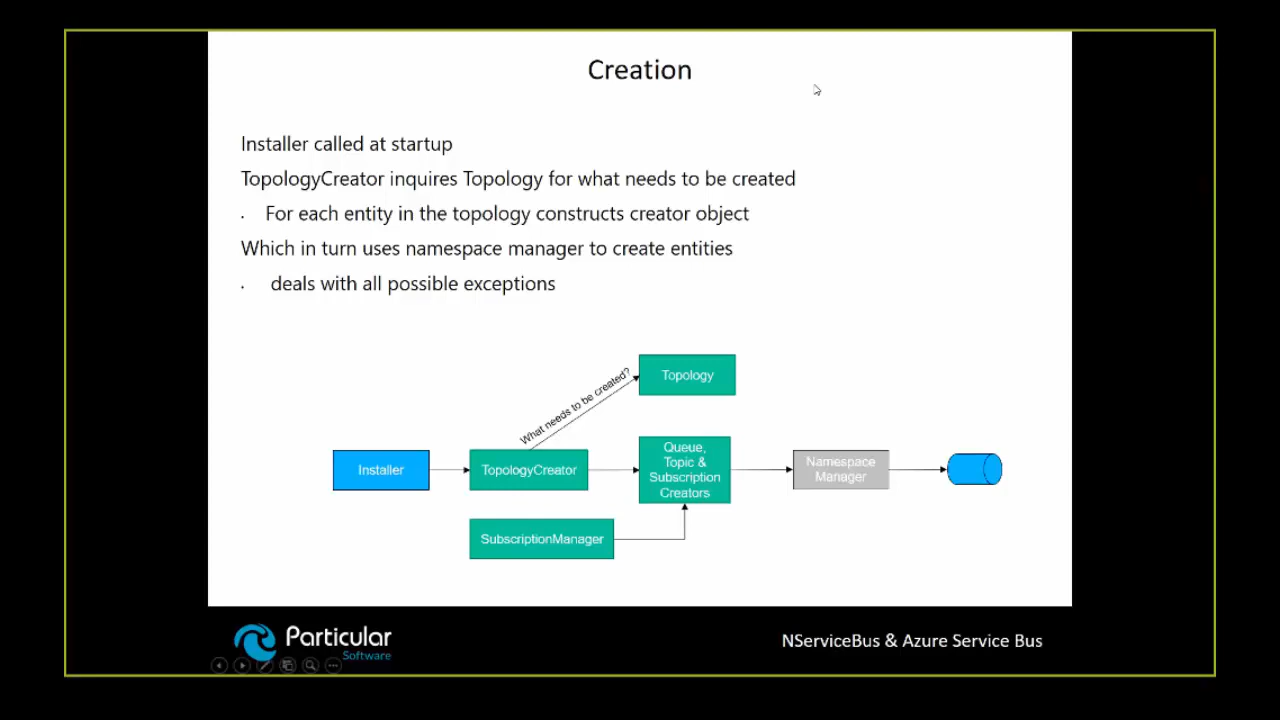 Creation
Installer called at startup
TopologyCreator inquires Topology for what needs to be created
· For each entity in the topology constructs creator object
Which in turn uses namespace manager to create entities
· deals with all possible exceptions
What needs to be created?
Topology
Installer
TopologyCreator
Queue,
Topic &
Subscription
Creators
Namespace
Manager
SubscriptionManager
Particular
Software
NServiceBus & Azure Service Bus